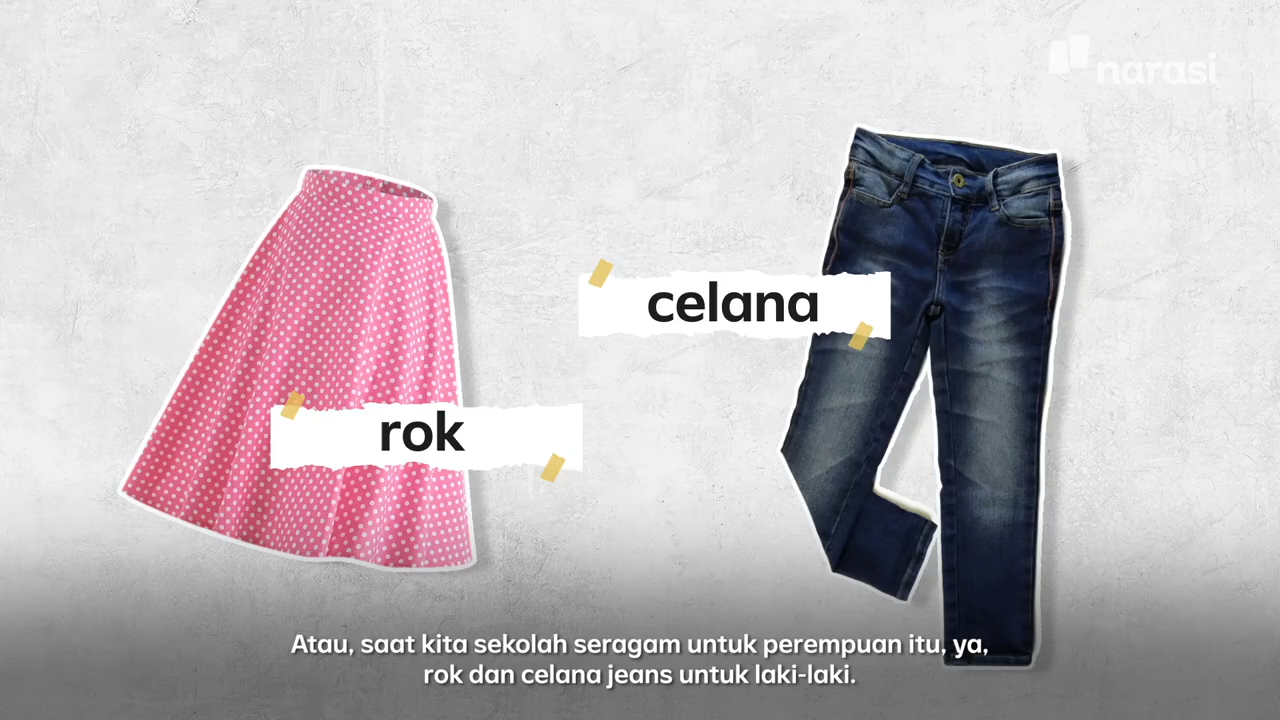 narasi
celana
rok
Atau, saat kita sekolah seragam untuk perempuan itu, ya,
rok dan celana jeans untuk laki-laki.